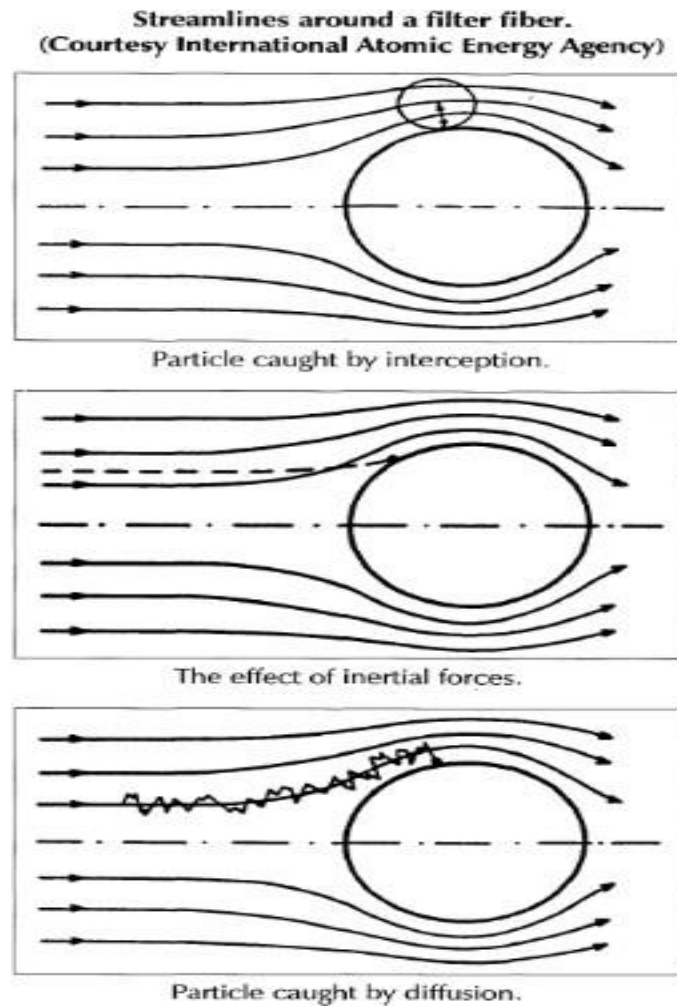 Streamlines around a filter fiber.
(Courtesy International Atomic Energy Agency)
Particle caught by interception.
The effect of inertial forces.
Particle caught by diffusion.